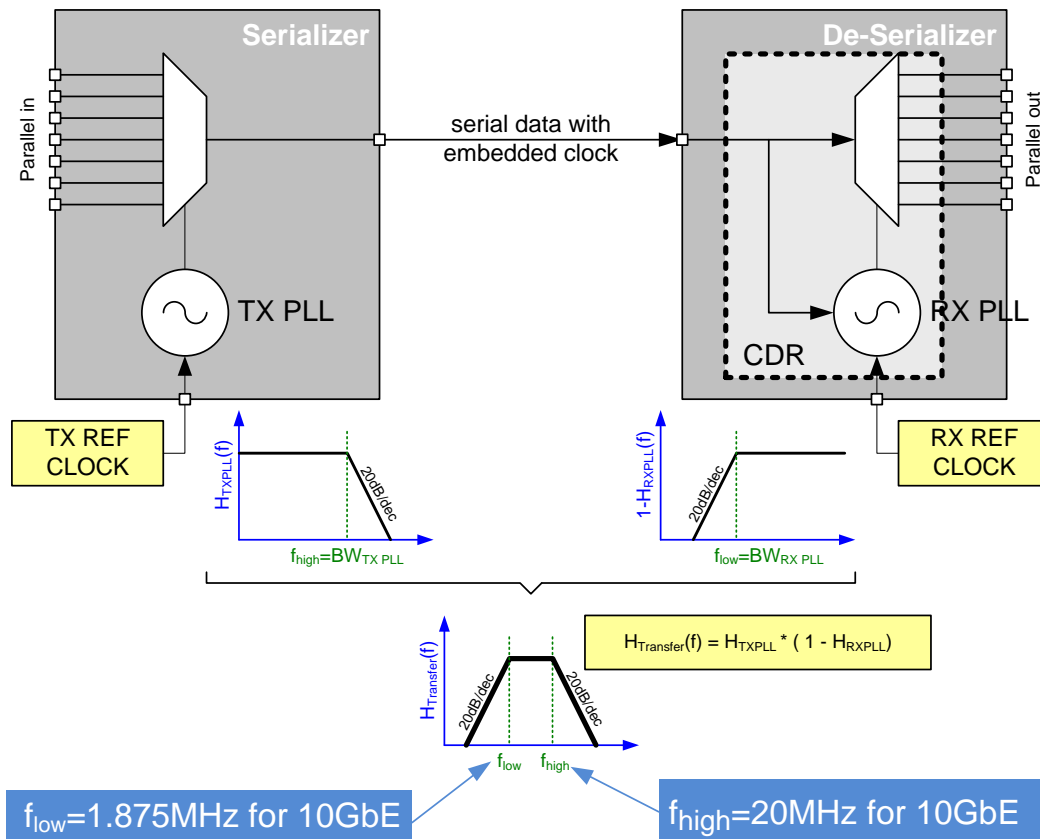 Serializer
De-Serializer
Parallel in
serial data with
embedded clock
Parallel out
TX PLL
RX PLL
CDR
TX REF
CLOCK
RX REF
CLOCK
H_TXPLL(f)
20dB/dec
f_high=BW_TX PLL
1-H_RXPLL(f)
20dB/dec
f_low=BW_RX PLL
H_Transfer(f)
20dB/dec
20dB/dec
f_low
f_high
H_Transfer(f) = H_TXPLL * ( 1 - H_RXPLL)
f_low=1.875MHz for 10GbE
f_high=20MHz for 10GbE